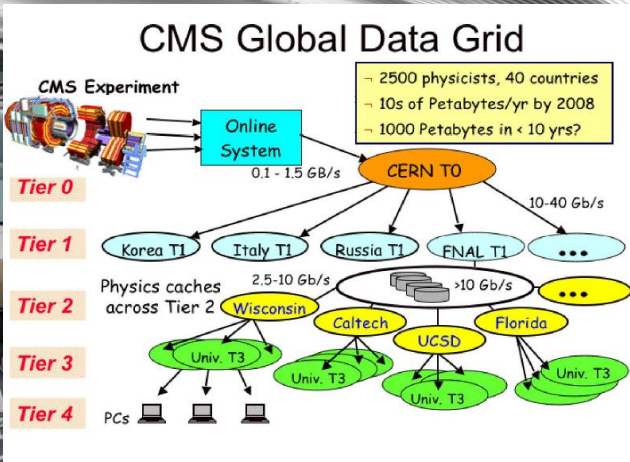 CMS Global Data Grid
CMS Experiment
¬ 2500 physicists, 40 countries
¬ 10s of Petabytes/yr by 2008
¬ 1000 Petabytes in < 10 yrs?
Online
System
0.1 - 1.5 GB/s
CERN T0
Tier 0
10-40 Gb/s
Tier 1
Korea T1
Italy T1
Russia T1
FNAL T1
...
Physics caches
across Tier 2
2.5-10 Gb/s
>10 Gb/s
Tier 2
Wisconsin
Caltech
UCSD
Florida
...
Tier 3
Univ. T3
Univ. T3
Univ. T3
Univ. T3
Tier 4
PCs